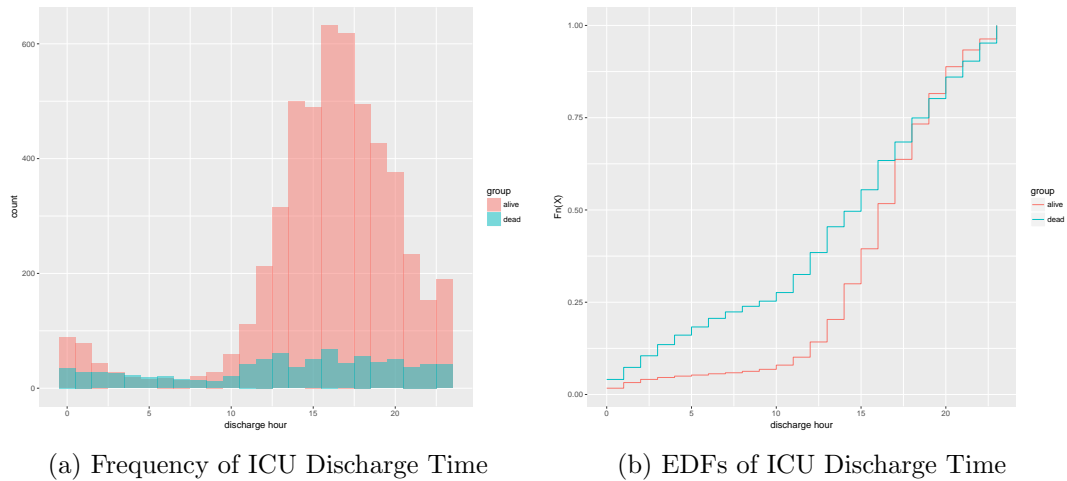 600
400
200
0
count
0 5 10 15 20
discharge hour
group
alive
dead
1.00
0.75
0.50
0.25
0.00
Fn(X)
0 5 10 15 20
discharge hour
group
alive
dead
(a) Frequency of ICU Discharge Time
(b) EDFs of ICU Discharge Time